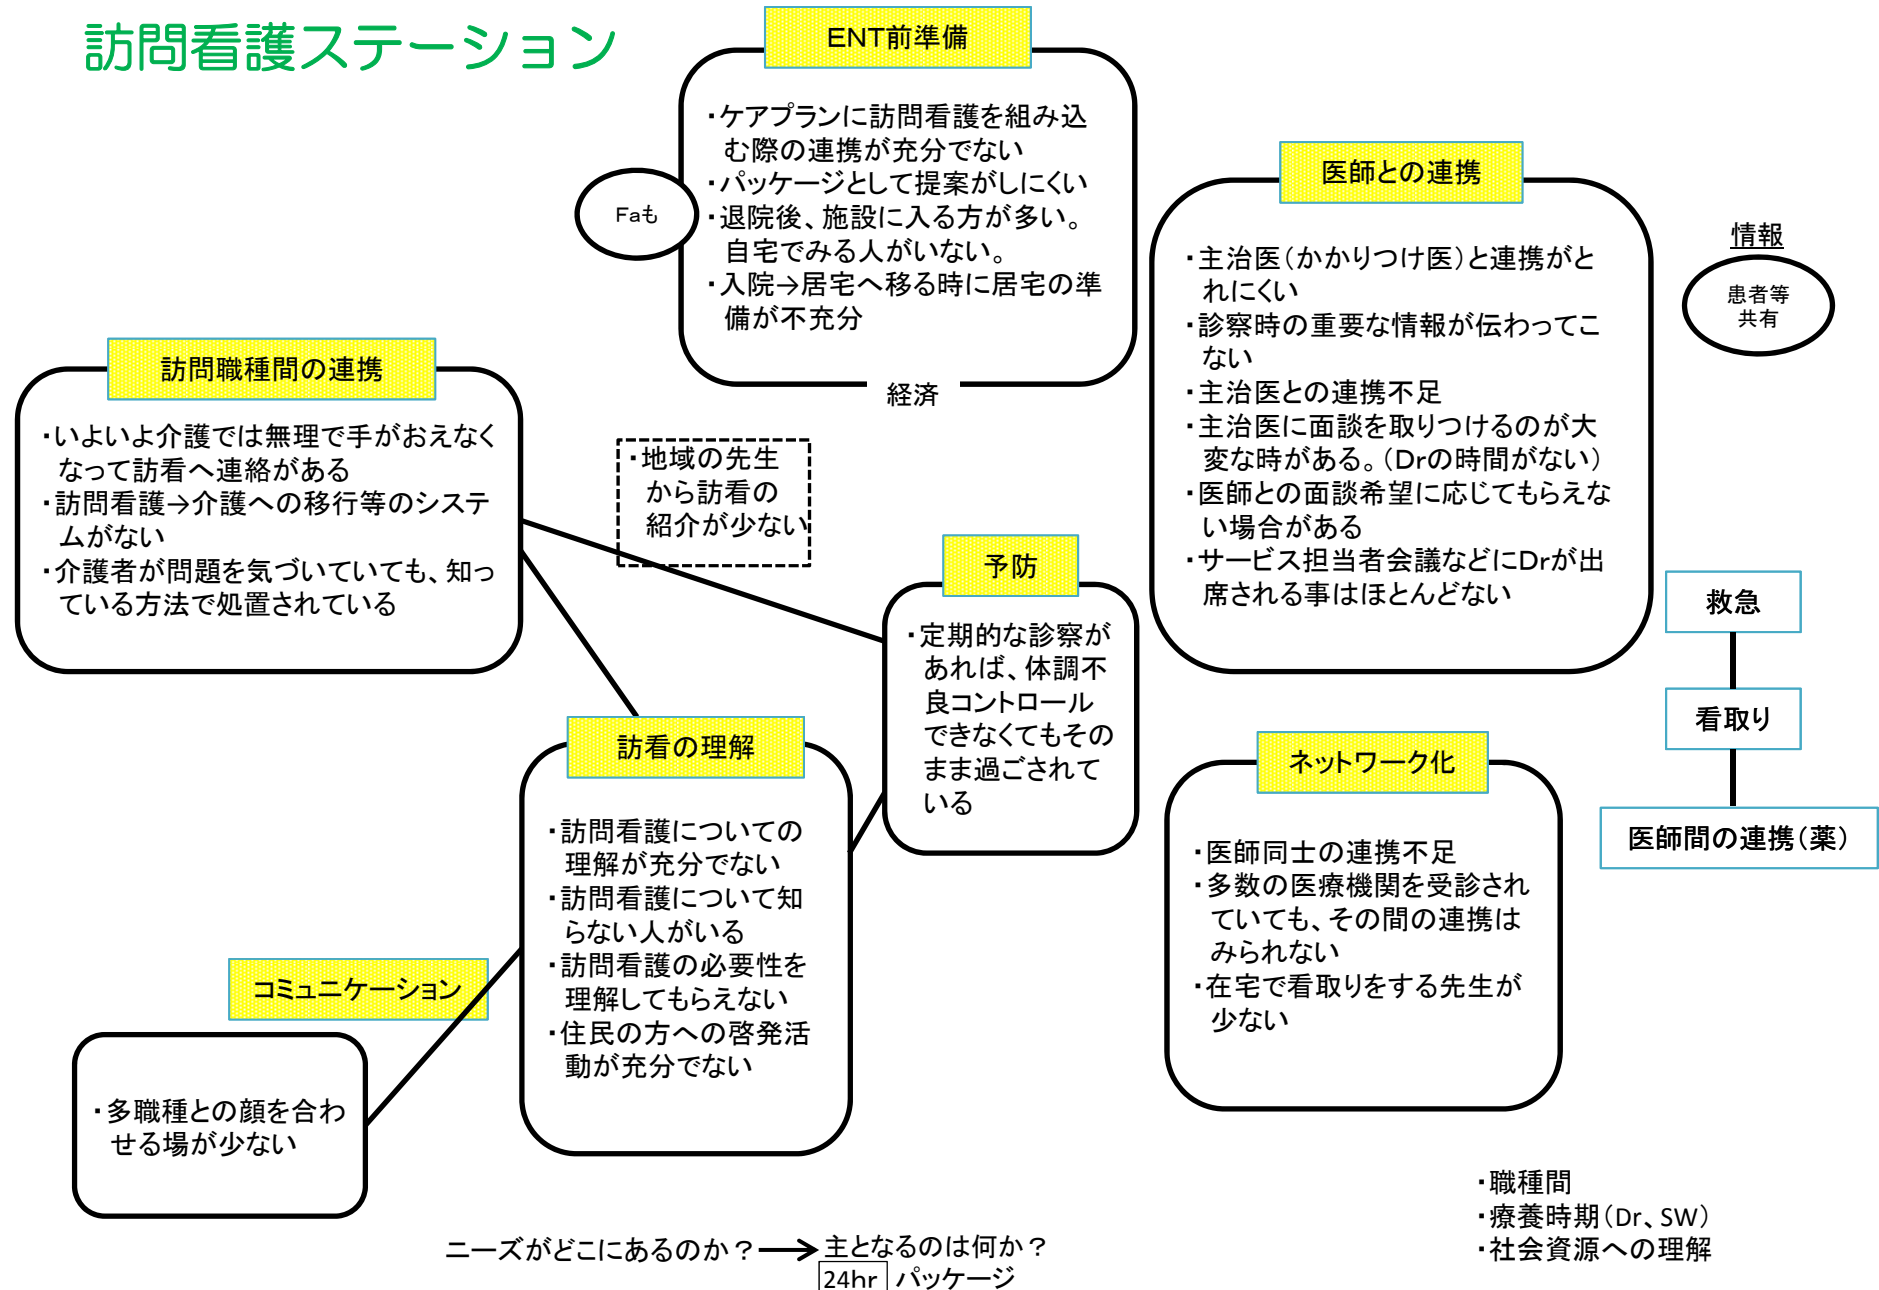 訪問看護ステーション
ENT前準備
・ケアプランに訪問看護を組み込
む際の連携が充分でない
・パッケージとして提案がしにくい
・退院後、施設に入る方が多い。
自宅でみる人がいない。
・入院→居宅へ移る時に居宅の準
備が不充分
Faも
経済
医師との連携
・主治医（かかりつけ医）と連携がと
れにくい
・診察時の重要な情報が伝わってこ
ない
・主治医との連携不足
・主治医に面談を取りつけるのが大
変な時がある。（Drの時間がない）
・医師との面談希望に応じてもらえな
い場合がある
・サービス担当者会議などにDrが出
席される事はほとんどない
情報
患者等
共有
訪問職種間の連携
・いよいよ介護では無理で手がおえなく
なって訪看へ連絡がある
・訪問看護→介護への移行等のシステ
ムがない
・介護者が問題を気づいていても、知っ
ている方法で処置されている
・地域の先生
から訪看の
紹介が少ない
予防
・定期的な診察が
あれば、体調不
良コントロール
できなくてもその
まま過ごされて
いる
救急
看取り
医師間の連携（薬）
訪看の理解
・訪問看護についての
理解が充分でない
・訪問看護について知
らない人がいる
・訪問看護の必要性を
理解してもらえない
・住民の方への啓発活
動が充分でない
ネットワーク化
・医師同士の連携不足
・多数の医療機関を受診され
ていても、その間の連携は
みられない
・在宅で看取りをする先生が
少ない
コミュニケーション
・多職種との顔を合わ
せる場が少ない
・職種間
・療養時期（Dr、SW）
・社会資源への理解
ニーズがどこにあるのか？→主となるのは何か？
24hr パッケージ